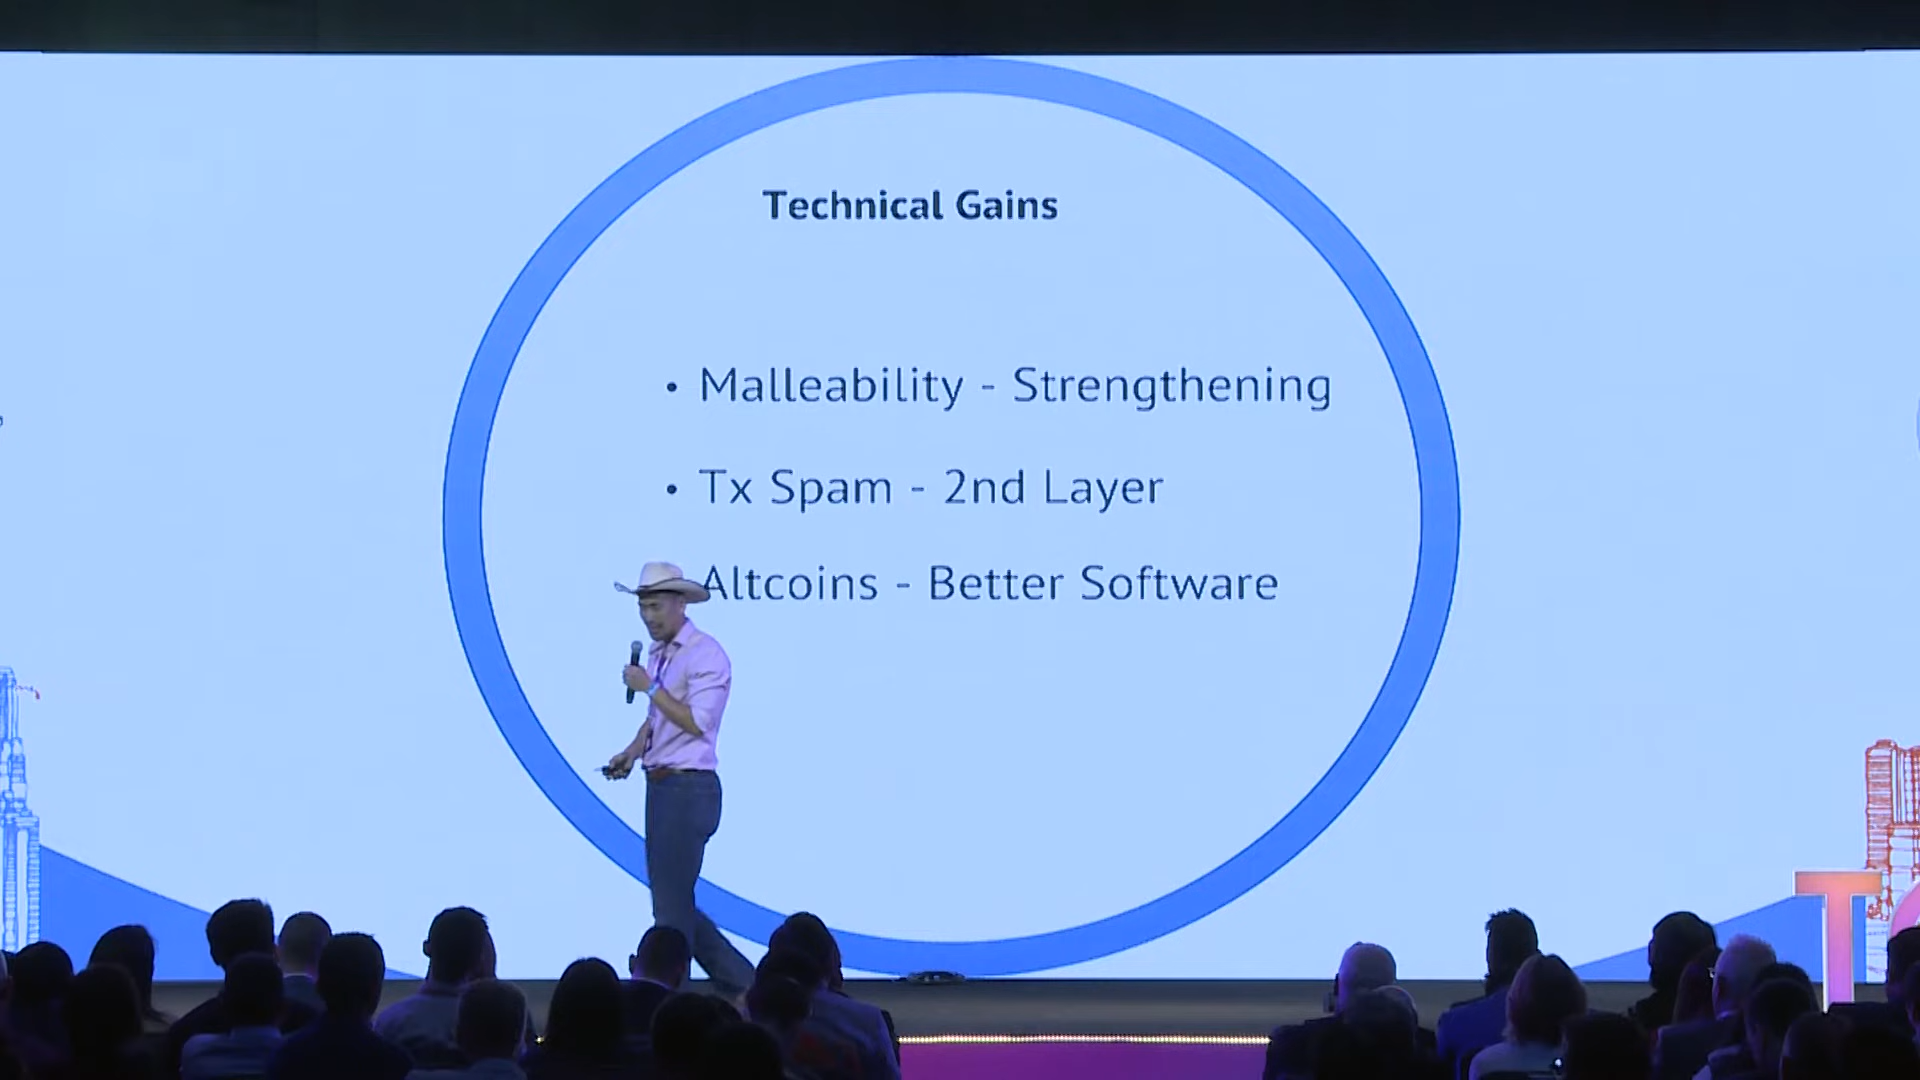 Technical Gains
• Malleability - Strengthening
• Tx Spam - 2nd Layer
Altcoins - Better Software
T